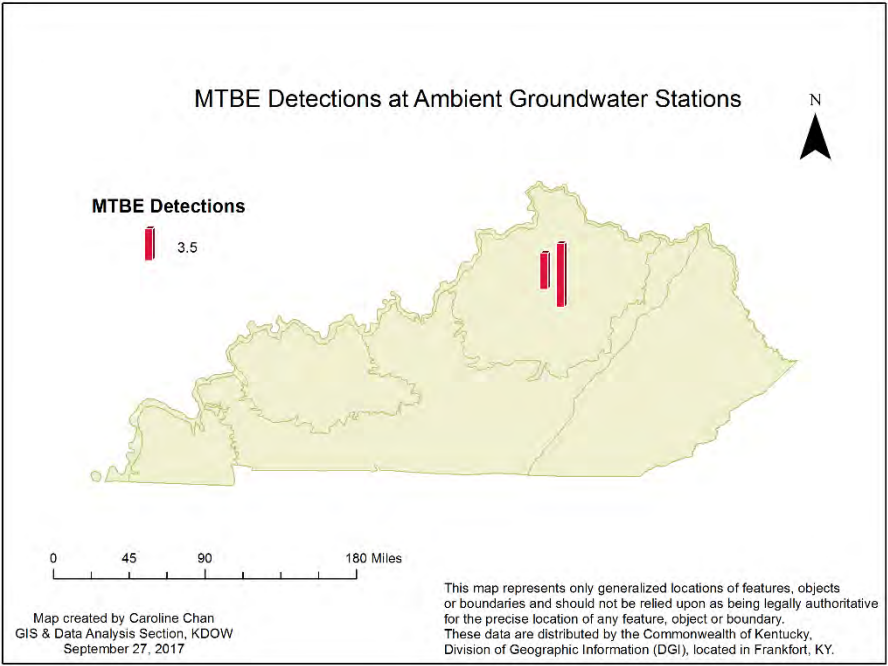 MTBE Detections at Ambient Groundwater Stations
N
MTBE Detections
3.5
0 45 90 180 Miles
Map created by Caroline Chan
GIS & Data Analysis Section, KDOW
September 27, 2017
This map represents only generalized locations of features, objects
or boundaries and should not be relied upon as being legally authoritative
for the precise location of any feature, object or boundary.
These data are distributed by the Commonwealth of Kentucky,
Division of Geographic Information (DGI), located in Frankfort, KY.